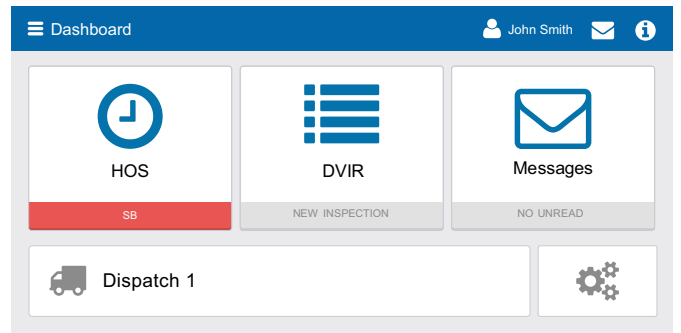 Dashboard
John Smith
HOS
DVIR
Messages
SB
NEW INSPECTION
NO UNREAD
Dispatch 1